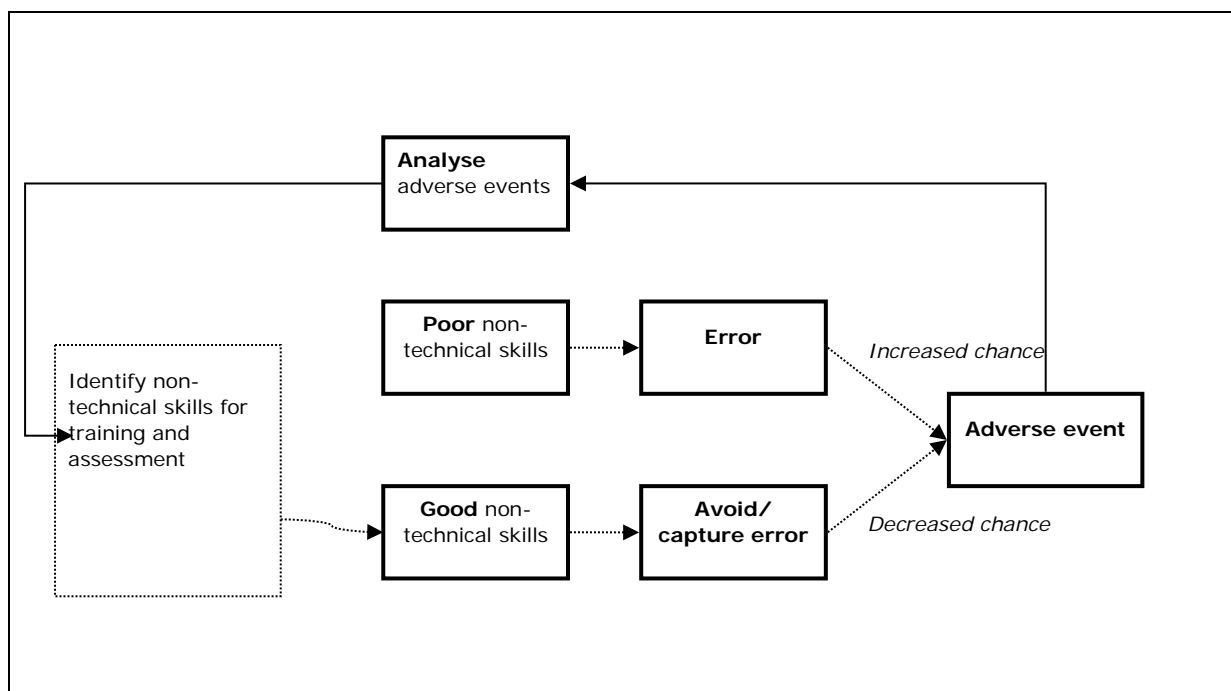 Analyse
adverse events
Poor non-
technical skills
Error
Increased chance
Identify non-
technical skills for
training and
assessment
Adverse event
Good non-
technical skills
Avoid/
capture error
Decreased chance